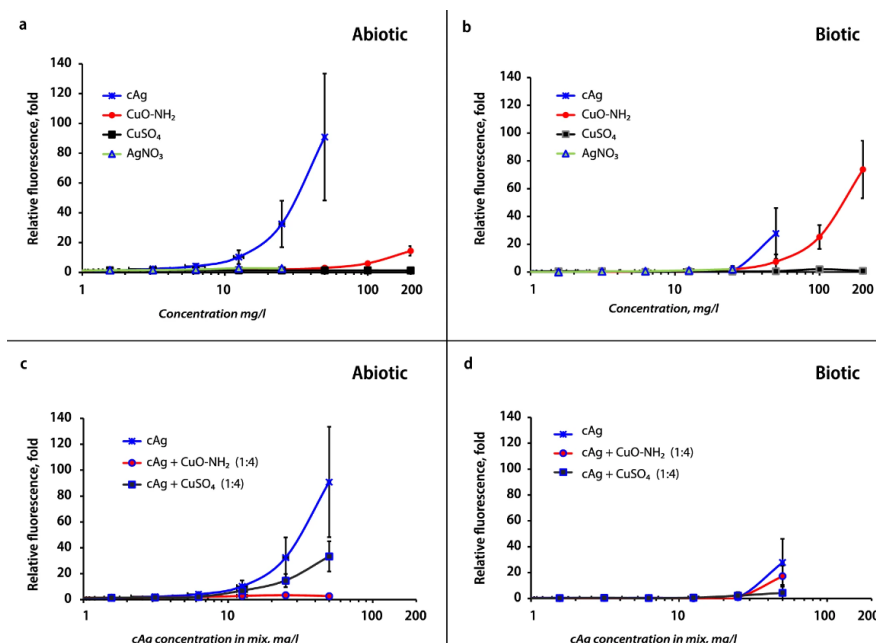 a
Abiotic
140
120
100
80
60
40
20
0
Relative fluorescence, fold
cAg
CuO-NH₂
CuSO₄
AgNO₃
1 10 100 200
Concentration mg/l
b
Biotic
140
120
100
80
60
40
20
0
Relative fluorescence, fold
cAg
CuO-NH₂
CuSO₄
AgNO₃
1 10 100 200
Concentration, mg/l
c
Abiotic
140
120
100
80
60
40
20
0
Relative fluorescence, fold
cAg
cAg + CuO-NH₂ (1:4)
cAg + CuSO₄ (1:4)
1 10 100 200
cAg concentration in mix, mg/l
d
Biotic
140
120
100
80
60
40
20
0
Relative fluorescence, fold
cAg
cAg + CuO-NH₂ (1:4)
cAg + CuSO₄ (1:4)
1 10 100 200
cAg concentration in mix, mg/l